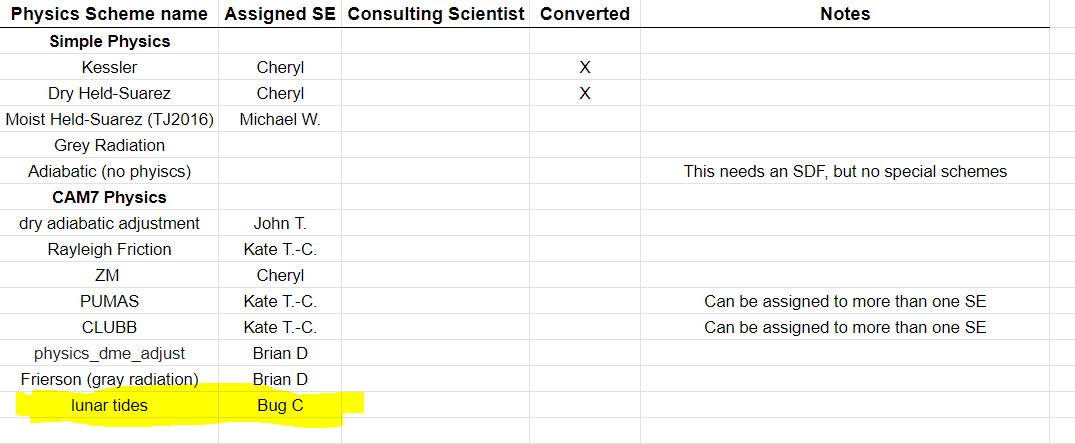 Physics Scheme name Assigned SE Consulting Scientist Converted Notes
Simple Physics
Kessler Cheryl X
Dry Held-Suarez Cheryl X
Moist Held-Suarez (TJ2016) Michael W.
Grey Radiation
Adiabatic (no phyiscs) This needs an SDF, but no special schemes
CAM7 Physics
dry adiabatic adjustment John T.
Rayleigh Friction Kate T.-C.
ZM Cheryl
PUMAS Kate T.-C. Can be assigned to more than one SE
CLUBB Kate T.-C. Can be assigned to more than one SE
physics_dme_adjust Brian D
Frierson (gray radiation) Brian D
lunar tides Bug C